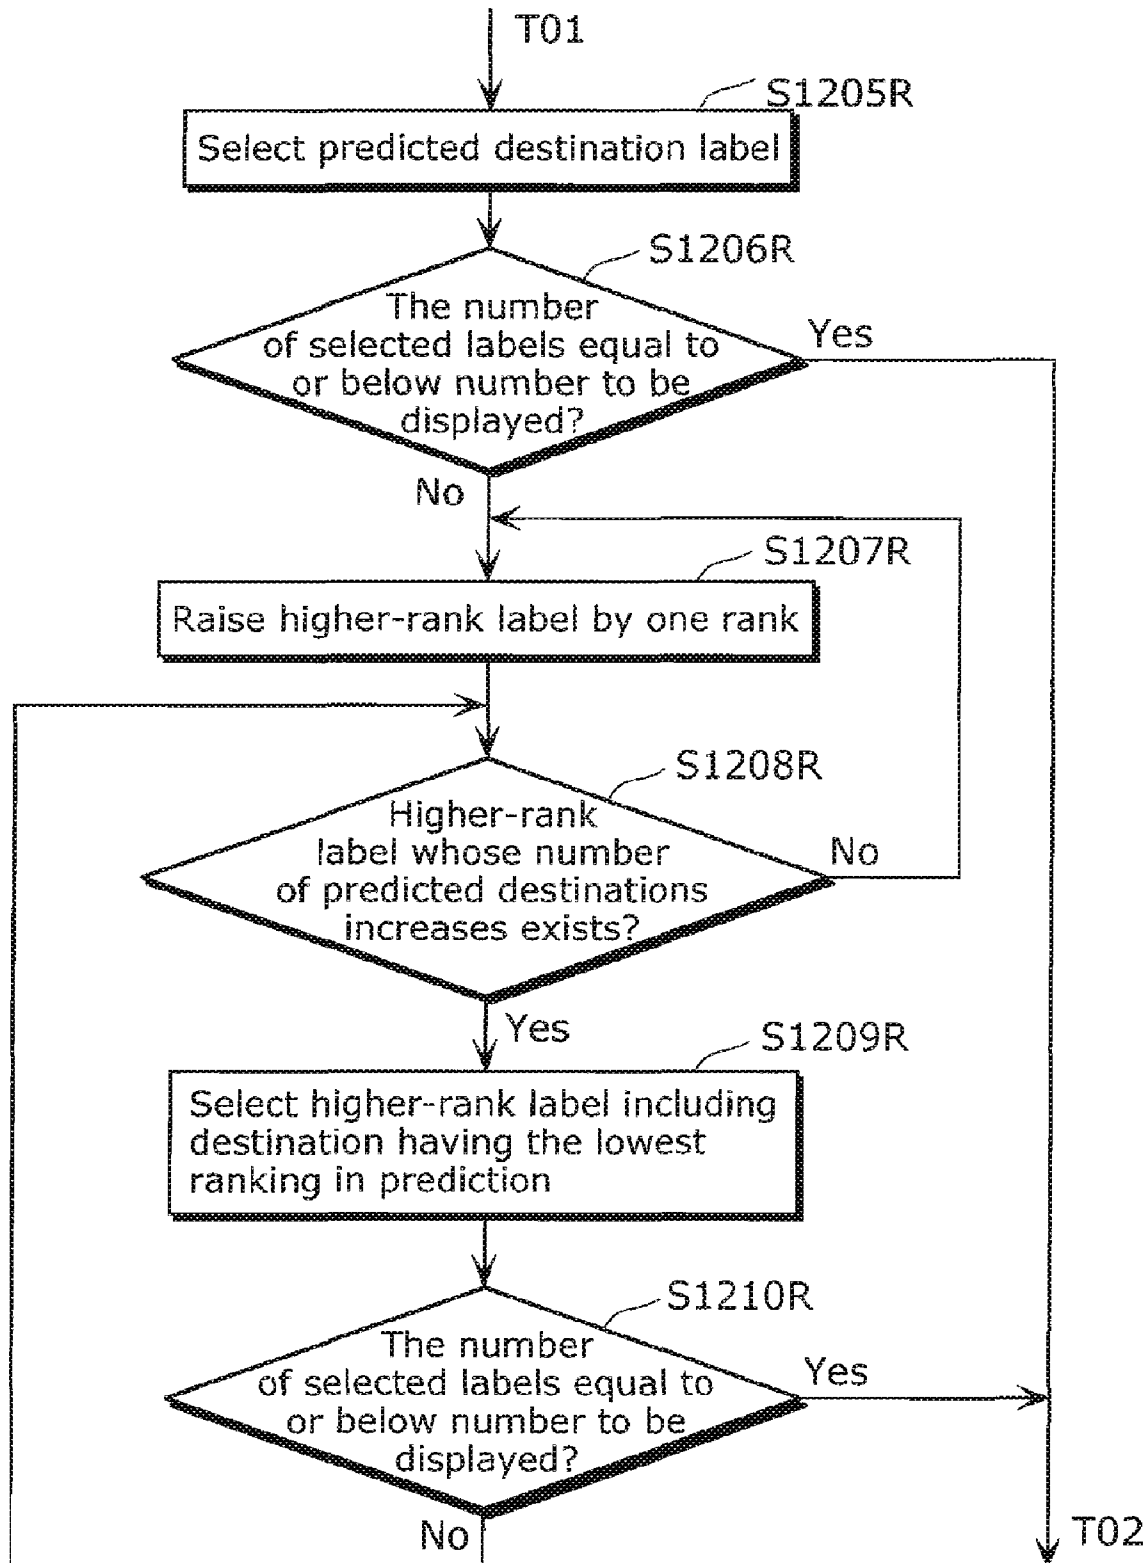 T01
S1205R
Select predicted destination label
S1206R
The number
of selected labels equal to
or below number to be
displayed?
Yes
No
S1207R
Raise higher-rank label by one rank
S1208R
Higher-rank
label whose number
of predicted destinations
increases exists?
No
Yes
S1209R
Select higher-rank label including
destination having the lowest
ranking in prediction
S1210R
The number
of selected labels equal to
or below number to be
displayed?
Yes
No
T02